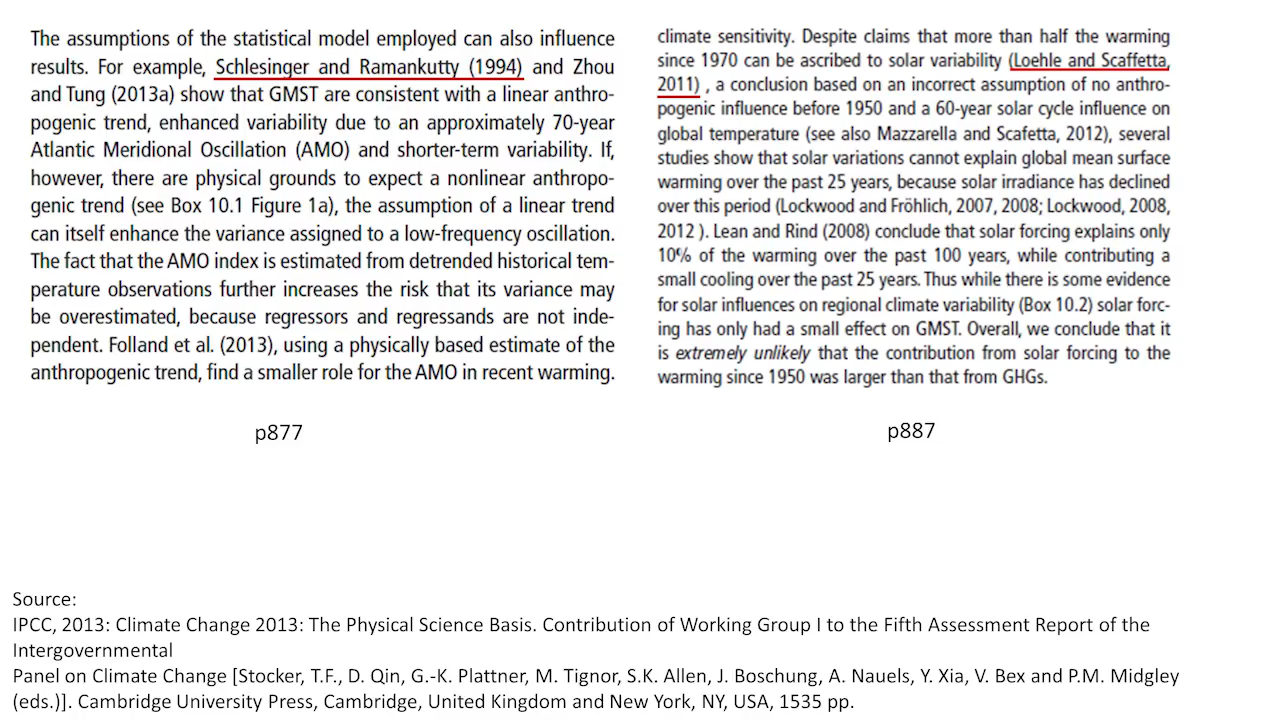 The assumptions of the statistical model employed can also influence
results. For example, Schlesinger and Ramankutty (1994) and Zhou
and Tung (2013a) show that GMST are consistent with a linear anthro-
pogenic trend, enhanced variability due to an approximately 70-year
Atlantic Meridional Oscillation (AMO) and shorter-term variability. If,
however, there are physical grounds to expect a nonlinear anthropo-
genic trend (see Box 10.1 Figure 1a), the assumption of a linear trend
can itself enhance the variance assigned to a low-frequency oscillation.
The fact that the AMO index is estimated from detrended historical tem-
perature observations further increases the risk that its variance may
be overestimated, because regressors and regressands are not inde-
pendent. Folland et al. (2013), using a physically based estimate of the
anthropogenic trend, find a smaller role for the AMO in recent warming.
p877
climate sensitivity. Despite claims that more than half the warming
since 1970 can be ascribed to solar variability (Loehle and Scaffetta,
2011) , a conclusion based on an incorrect assumption of no anthro-
pogenic influence before 1950 and a 60-year solar cycle influence on
global temperature (see also Mazzarella and Scafetta, 2012), several
studies show that solar variations cannot explain global mean surface
warming over the past 25 years, because solar irradiance has declined
over this period (Lockwood and Fröhlich, 2007, 2008; Lockwood, 2008,
2012 ). Lean and Rind (2008) conclude that solar forcing explains only
10% of the warming over the past 100 years, while contributing a
small cooling over the past 25 years. Thus while there is some evidence
for solar influences on regional climate variability (Box 10.2) solar forc-
ing has only had a small effect on GMST. Overall, we conclude that it
is extremely unlikely that the contribution from solar forcing to the
warming since 1950 was larger than that from GHGs.
p887
Source:
IPCC, 2013: Climate Change 2013: The Physical Science Basis. Contribution of Working Group I to the Fifth Assessment Report of the
Intergovernmental
Panel on Climate Change [Stocker, T.F., D. Qin, G.-K. Plattner, M. Tignor, S.K. Allen, J. Boschung, A. Nauels, Y. Xia, V. Bex and P.M. Midgley
(eds.)]. Cambridge University Press, Cambridge, United Kingdom and New York, NY, USA, 1535 pp.